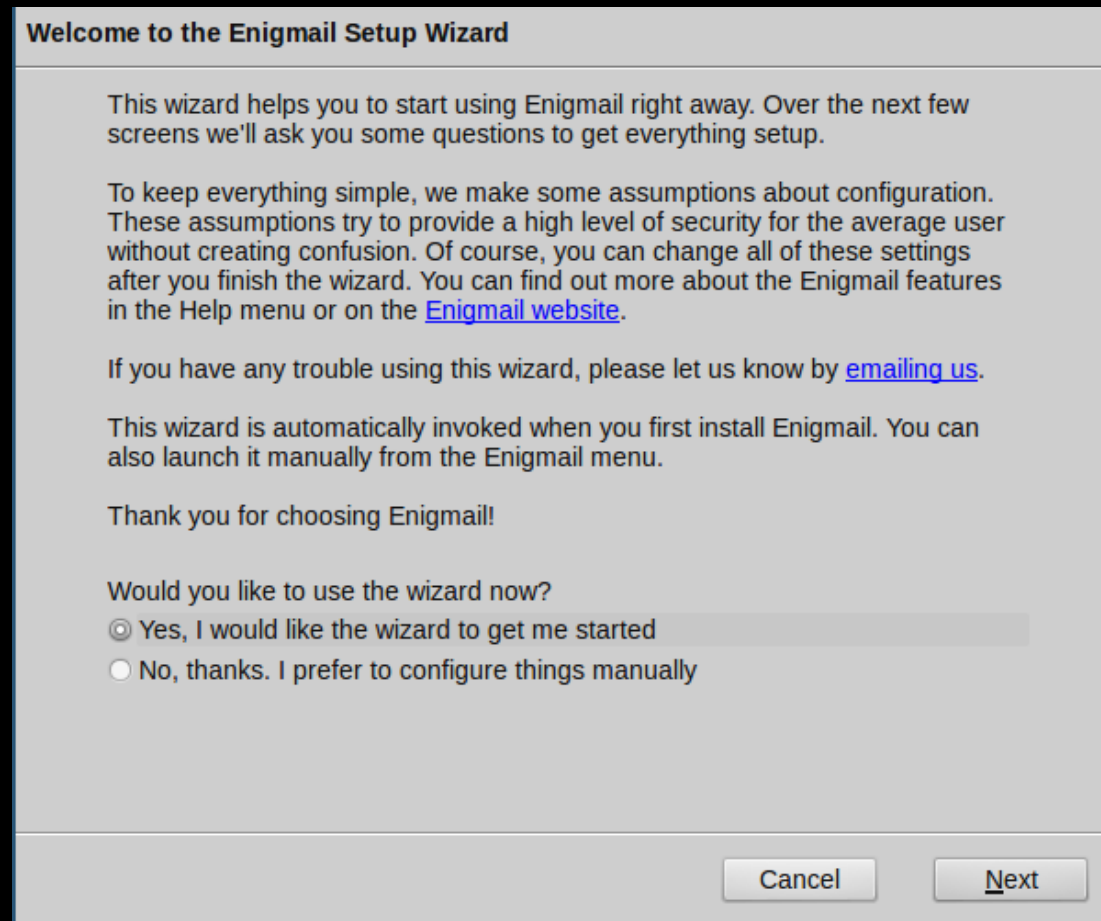 Welcome to the Enigmail Setup Wizard
This wizard helps you to start using Enigmail right away. Over the next few
screens we'll ask you some questions to get everything setup.
To keep everything simple, we make some assumptions about configuration.
These assumptions try to provide a high level of security for the average user
without creating confusion. Of course, you can change all of these settings
after you finish the wizard. You can find out more about the Enigmail features
in the Help menu or on the Enigmail website.
If you have any trouble using this wizard, please let us know by emailing us.
This wizard is automatically invoked when you first install Enigmail. You can
also launch it manually from the Enigmail menu.
Thank you for choosing Enigmail!
Would you like to use the wizard now?
Yes, I would like the wizard to get me started
No, thanks. I prefer to configure things manually
Cancel Next